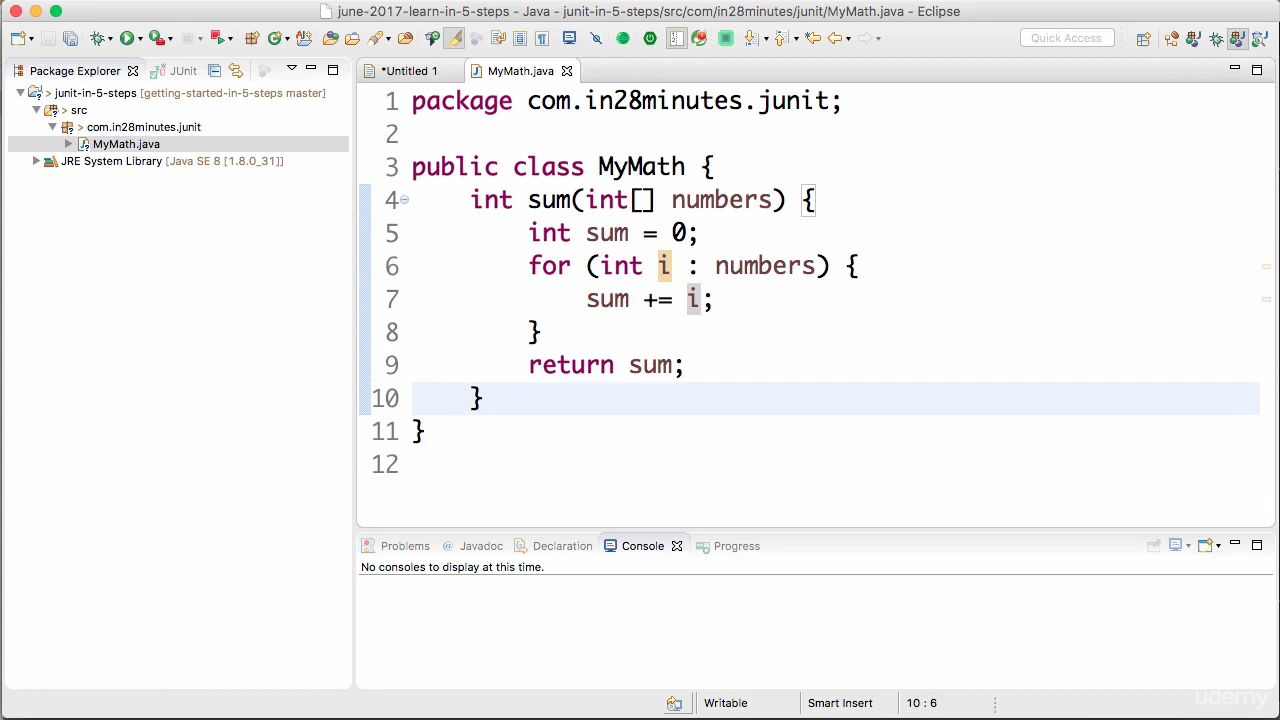 june-2017-learn-in-5-steps - Java - junit-in-5-steps/src/com/in28minutes/junit/MyMath.java - Eclipse
Quick Access
Package Explorer JUnit
*Untitled 1 MyMath.java
> junit-in-5-steps [getting-started-in-5-steps master]
> src
> com.in28minutes.junit
MyMath.java
JRE System Library [Java SE 8 [1.8.0_31]]
1 package com.in28minutes.junit;
2
3 public class MyMath {
4 int sum(int[] numbers) {
5 int sum = 0;
6 for (int i : numbers) {
7 sum += i;
8 }
9 return sum;
10 }
11 }
12
Problems @ Javadoc Declaration Console Progress
No consoles to display at this time.
Writable Smart Insert 10 : 6
udemy